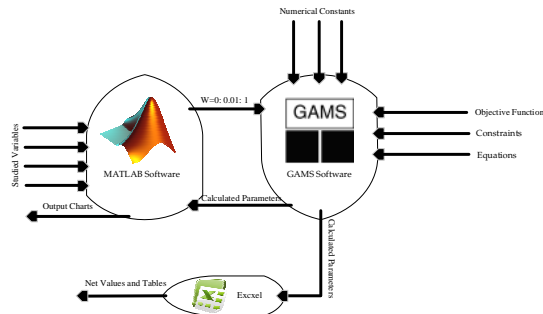 Numerical Constants
W=0: 0.01: 1
GAMS
Objective Function
Constraints
Equations
Studied Variables
MATLAB Software
GAMS Software
Output Charts
Calculated Parameters
Calculated Parameters
Net Values and Tables
Excxel